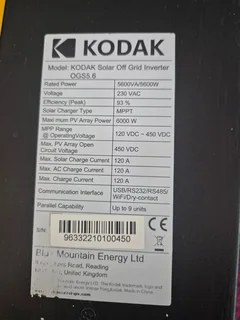 KODAK
Model: KODAK Solar Off Grid Inverter
OGS5.6
Rated Power 5600VA/5600W
Voltage 230 VAC
Efficiency (Peak) 93 %
Solar Charger Type MPPT
Maximum PV Array Power 6000 W
MPP Range
@ Operating Voltage 120 VDC ~ 450 VDC
Max. PV Array Open
Circuit Voltage 450 VDC
Max. Solar Charge Current 120 A
Max. AC Charge Current 120 A
Max. Charge Current 120 A
Communication Interface USB/RS232/RS485/
WiFi/Dry-contact
Parallel Capability Up to 9 units
S/N:
96332210100450
CE
Blue Mountain Energy Ltd
Road, Reading
United Kingdom